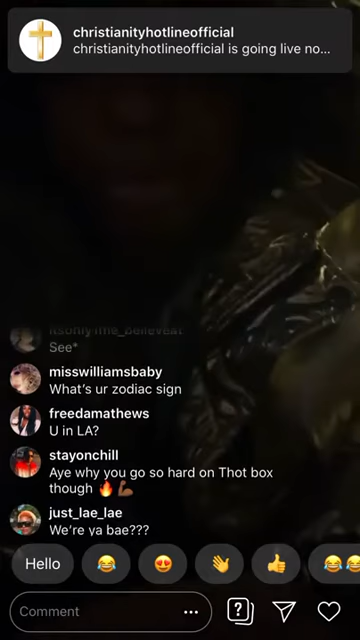 christianityhotlineofficial
christianityhotlineofficial is going live no...
itsonly1me_believeat
See*
misswilliamsbaby
What's ur zodiac sign
freedamathews
U in LA?
stayonchill
Aye why you go so hard on Thot box
though 🔥💪🏾
just_lae_lae
We're ya bae???
Hello 😂 😍 👋 👍 😂😂
Comment ...
?